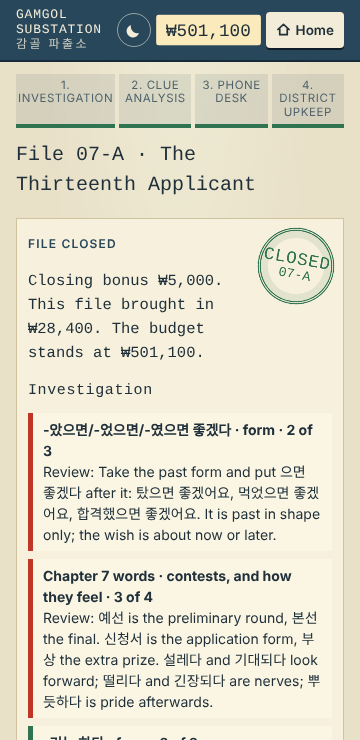 GAMGOL
SUBSTATION
감골 파출소
₩501,100
Home
1. INVESTIGATION
2. CLUE ANALYSIS
3. PHONE DESK
4. DISTRICT UPKEEP
File 07-A · The
Thirteenth Applicant
FILE CLOSED
CLOSED
07-A
Closing bonus ₩5,000.
This file brought in
₩28,400. The budget
stands at ₩501,100.
Investigation
-았으면/-었으면/-였으면 좋겠다 · form · 2 of
3
Review: Take the past form and put 으면
좋겠다 after it: 탔으면 좋겠어요, 먹었으면 좋겠
어요, 합격했으면 좋겠어요. It is past in shape
only; the wish is about now or later.
Chapter 7 words · contests, and how
they feel · 3 of 4
Review: 예선 is the preliminary round, 본선
the final. 신청서 is the application form, 부
상 the extra prize. 설레다 and 기대되다 look
forward; 떨리다 and 긴장되다 are nerves; 뿌
듯하다 is pride afterwards.